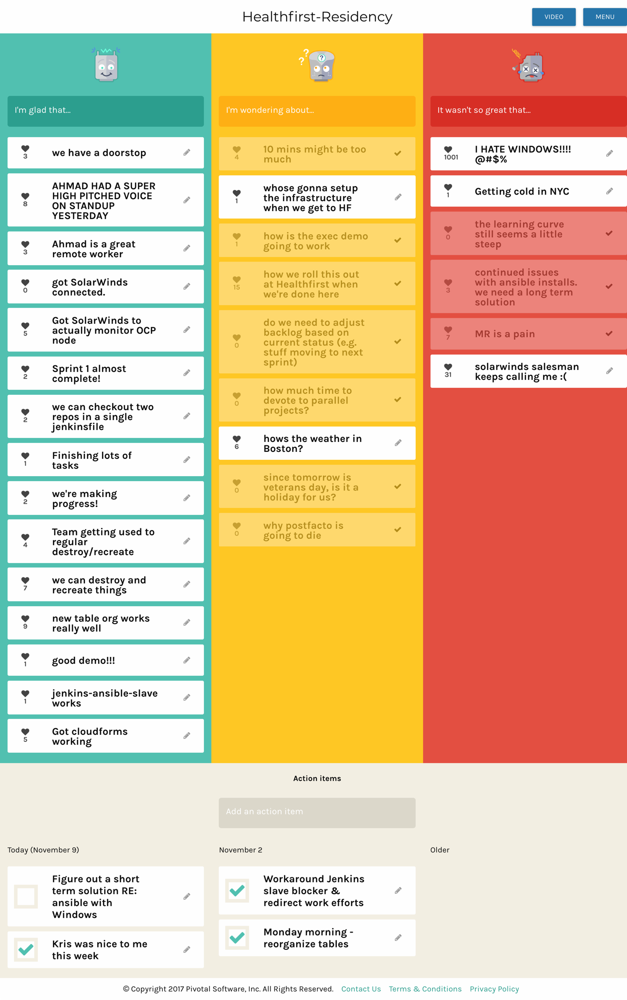 Healthfirst-Residency
VIDEO
MENU
?
?
?
I'm glad that...
3
we have a doorstop
8
AHMAD HAD A SUPER
HIGH PITCHED VOICE
ON STANDUP
YESTERDAY
3
Ahmad is a great
remote worker
0
got SolarWinds
connected.
5
Got SolarWinds to
actually monitor OCP
node
2
Sprint 1 almost
complete!
2
we can checkout two
repos in a single
jenkinsfile
1
Finishing lots of
tasks
2
we're making
progress!
4
Team getting used to
regular
destroy/recreate
7
we can destroy and
recreate things
9
new table org works
really well
1
good demo!!!
1
jenkins-ansible-slave
works
5
Got cloudforms
working
I'm wondering about...
4
10 mins might be too
much
1
whose gonna setup
the infrastructure
when we get to HF
1
how is the exec demo
going to work
15
how we roll this out
at Healthfirst when
we're done here
0
do we need to adjust
backlog based on
current status (e.g.
stuff moving to next
sprint)
0
how much time to
devote to parallel
projects?
6
hows the weather in
Boston?
0
since tomorrow is
veterans day, is it a
holiday for us?
0
why postfacto is
going to die
It wasn't so great that...
1001
I HATE WINDOWS!!!!
@#$%
1
Getting cold in NYC
0
the learning curve
still seems a little
steep
3
continued issues
with ansible installs.
we need a long term
solution
7
MR is a pain
31
solarwinds salesman
keeps calling me :(
Action items
Add an action item
Today (November 9)
Figure out a short
term solution RE:
ansible with
Windows
Kris was nice to me
this week
November 2
Workaround Jenkins
slave blocker &
redirect work efforts
Monday morning -
reorganize tables
Older
© Copyright 2017 Pivotal Software, Inc. All Rights Reserved. Contact Us Terms & Conditions Privacy Policy